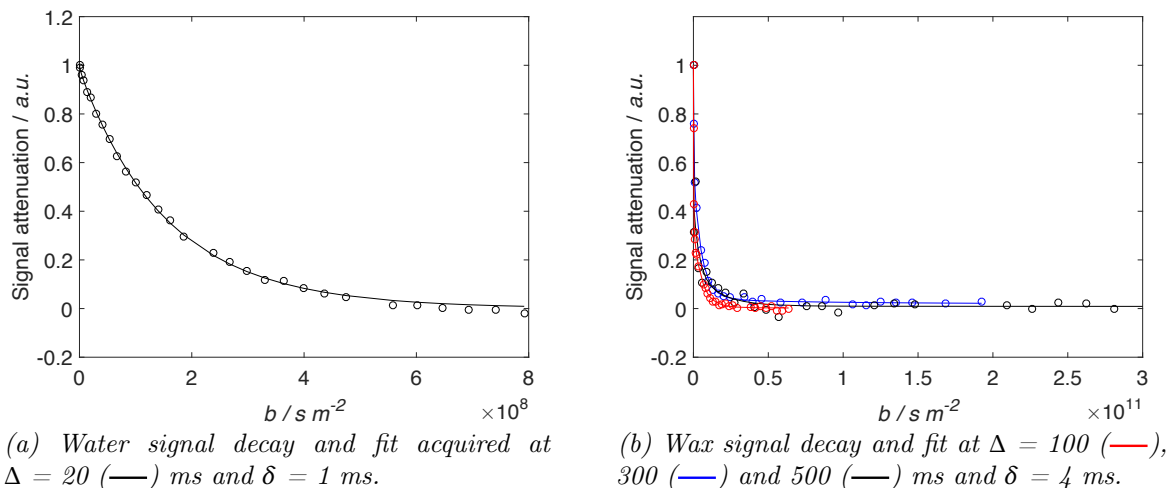 1.2
1
0.8
0.6
0.4
0.2
0
-0.2
Signal attenuation / a.u.
0 2 4 6 8
b / s m-2
×10^8
(a) Water signal decay and fit acquired at
Δ = 20 (—) ms and δ = 1 ms.
1.2
1
0.8
0.6
0.4
0.2
0
-0.2
Signal attenuation / a.u.
0 0.5 1 1.5 2 2.5 3
b / s m-2
×10^11
(b) Wax signal decay and fit at Δ = 100 (—),
300 (—) and 500 (—) ms and δ = 4 ms.